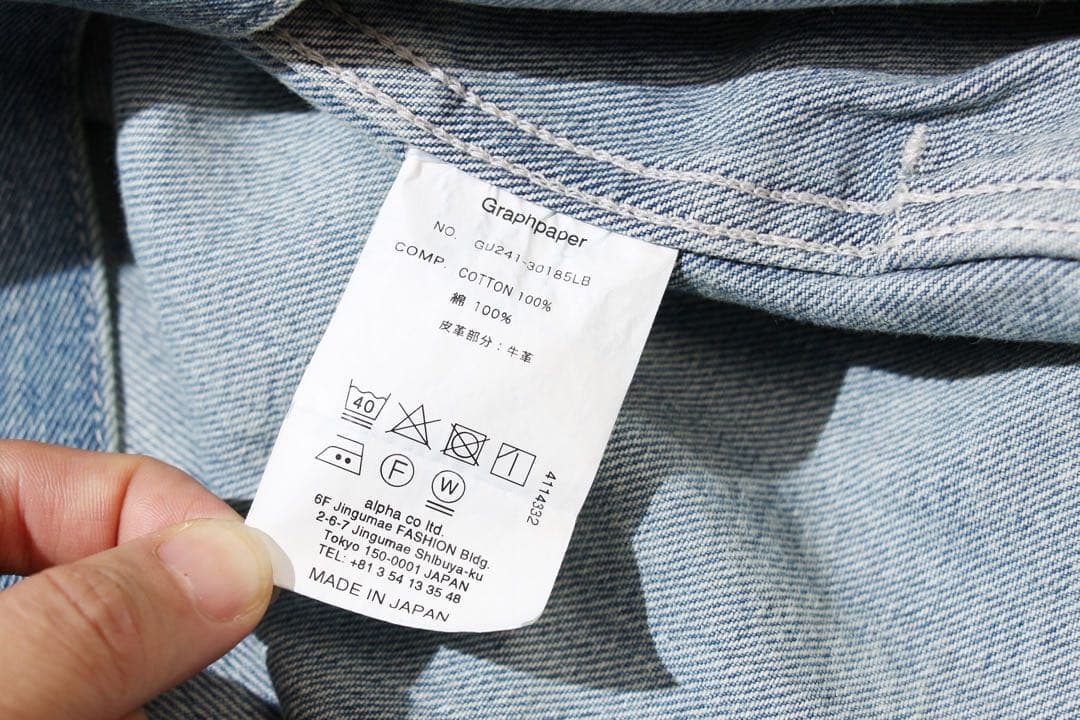 Graphpaper
NO. GU241-30185LB
COMP. COTTON 100%
綿 100%
皮革部分：牛革
40
F
W
4114332
alpha co ltd.
6F Jingumae FASHION Bldg.
2-6-7 Jingumae Shibuya-ku
Tokyo 150-0001 JAPAN
TEL: +81 3 54 13 35 48
MADE IN JAPAN